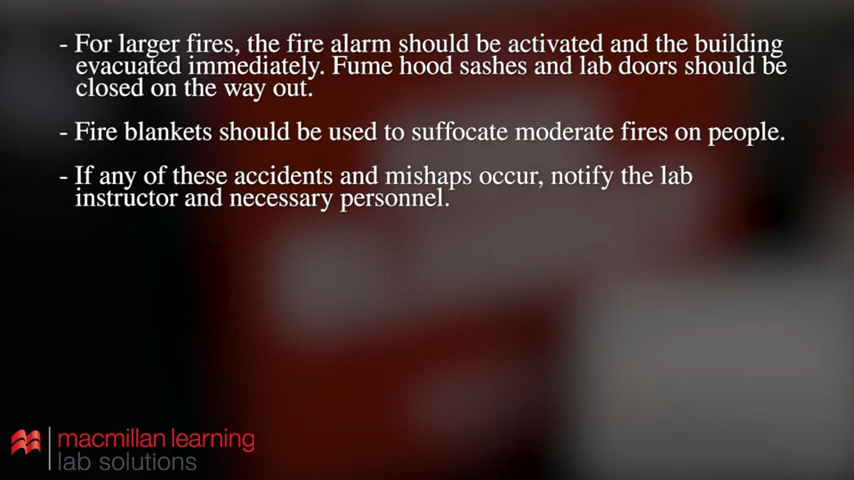 - For larger fires, the fire alarm should be activated and the building
evacuated immediately. Fume hood sashes and lab doors should be
closed on the way out.
- Fire blankets should be used to suffocate moderate fires on people.
- If any of these accidents and mishaps occur, notify the lab
instructor and necessary personnel.
macmillan learning
lab solutions